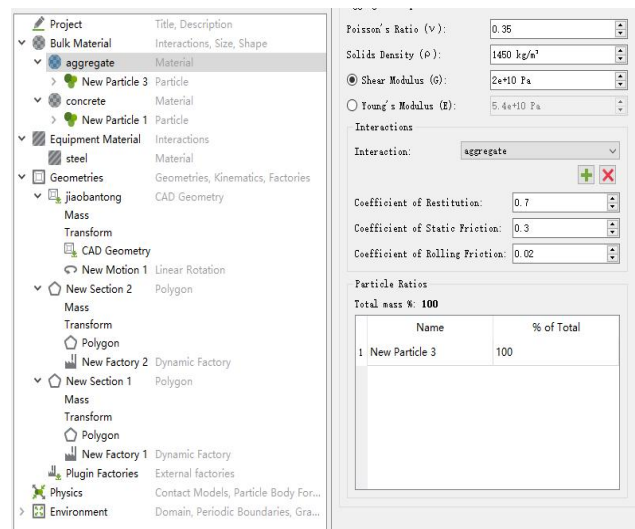 Project Title, Description
Bulk Material Interactions, Size, Shape
aggregate Material
New Particle 3 Particle
concrete Material
New Particle 1 Particle
Equipment Material Interactions
steel Material
Geometries Geometries, Kinematics, Factories
jiaobantong CAD Geometry
Mass
Transform
CAD Geometry
New Motion 1 Linear Rotation
New Section 2 Polygon
Mass
Transform
Polygon
New Factory 2 Dynamic Factory
New Section 1 Polygon
Mass
Transform
Polygon
New Factory 1 Dynamic Factory
Plugin Factories External factories
Physics Contact Models, Particle Body For...
Environment Domain, Periodic Boundaries, Gra...
Poisson's Ratio (ν): 0.35
Solids Density (ρ): 1450 kg/m³
Shear Modulus (G): 2e+10 Pa
Young's Modulus (E): 5.4e+10 Pa
Interactions
Interaction: aggregate
Coefficient of Restitution: 0.7
Coefficient of Static Friction: 0.3
Coefficient of Rolling Friction: 0.02
Particle Ratios
Total mass %: 100
Name % of Total
1 New Particle 3 100